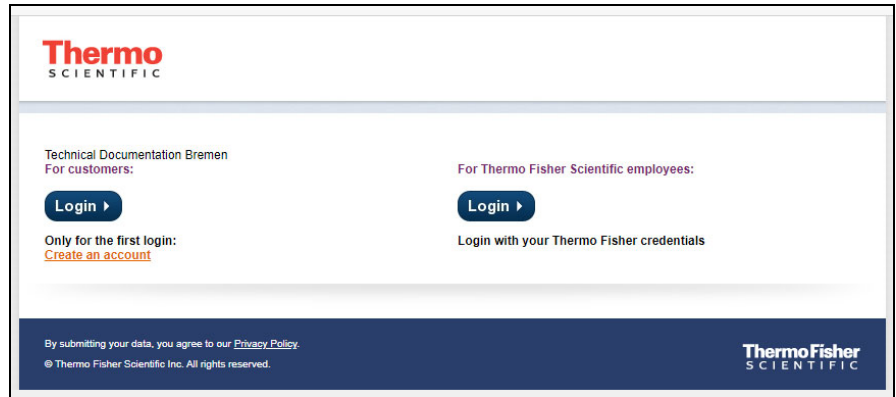 Thermo
SCIENTIFIC
Technical Documentation Bremen
For customers:
Login
Only for the first login:
Create an account
For Thermo Fisher Scientific employees:
Login
Login with your Thermo Fisher credentials
By submitting your data, you agree to our Privacy Policy.
© Thermo Fisher Scientific Inc. All rights reserved.
ThermoFisher
SCIENTIFIC